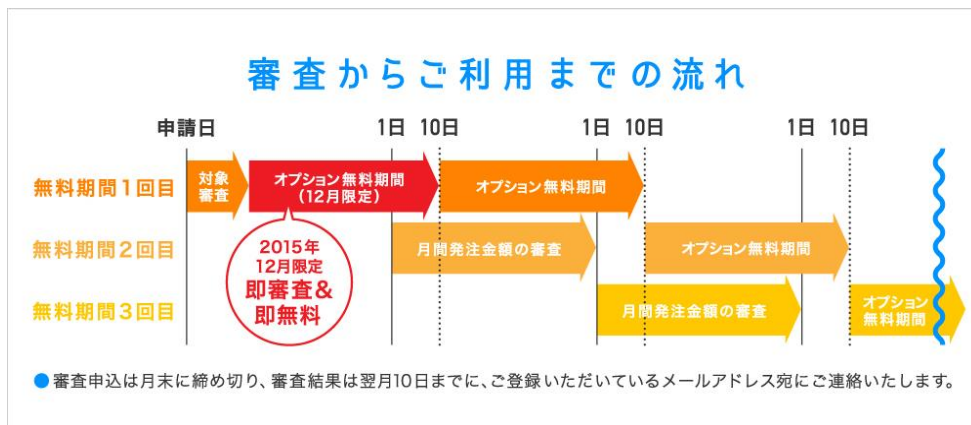 審査からご利用までの流れ
申請日 1日 10日 1日 10日 1日 10日
無料期間1回目
対象
審査
オプション無料期間
(12月限定)
オプション無料期間
無料期間2回目
2015年
12月限定
即審査&
即無料
月間発注金額の審査
オプション無料期間
無料期間3回目
月間発注金額の審査
オプション
無料期間
●審査申込は月末に締め切り、審査結果は翌月10日までに、ご登録いただいているメールアドレス宛にご連絡いたします。